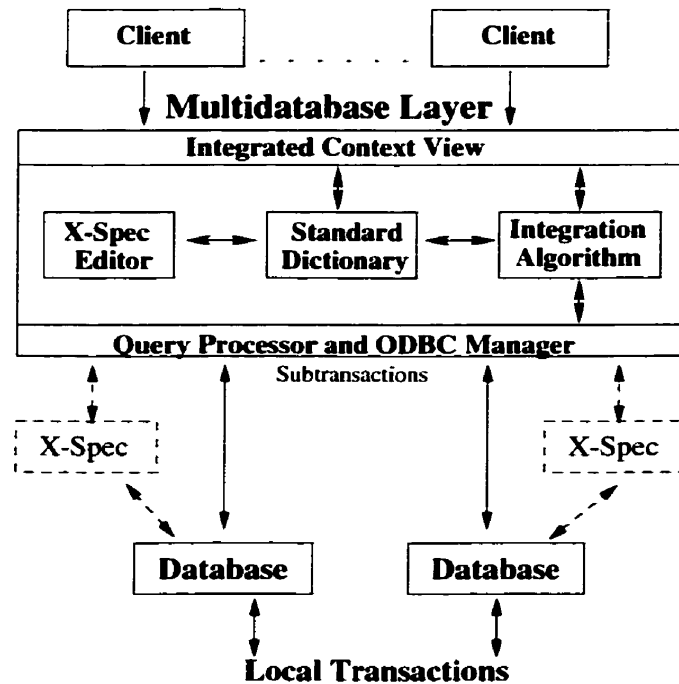 Client
Client
Multidatabase Layer
Integrated Context View
X-Spec
Editor
Standard
Dictionary
Integration
Algorithm
Query Processor and ODBC Manager
Subtransactions
X-Spec
X-Spec
Database
Database
Local Transactions